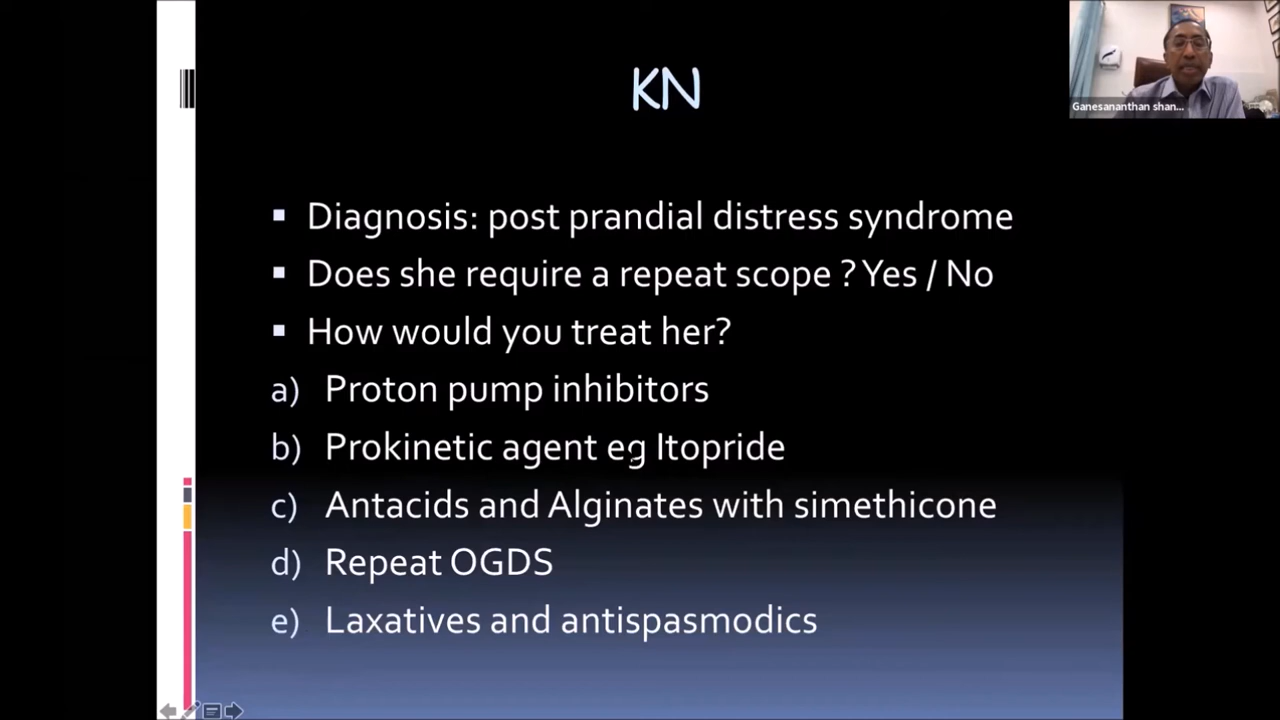 KN
Ganesananthan shan...
▪ Diagnosis: post prandial distress syndrome
▪ Does she require a repeat scope ? Yes / No
▪ How would you treat her?
a) Proton pump inhibitors
b) Prokinetic agent eg Itopride
c) Antacids and Alginates with simethicone
d) Repeat OGDS
e) Laxatives and antispasmodics